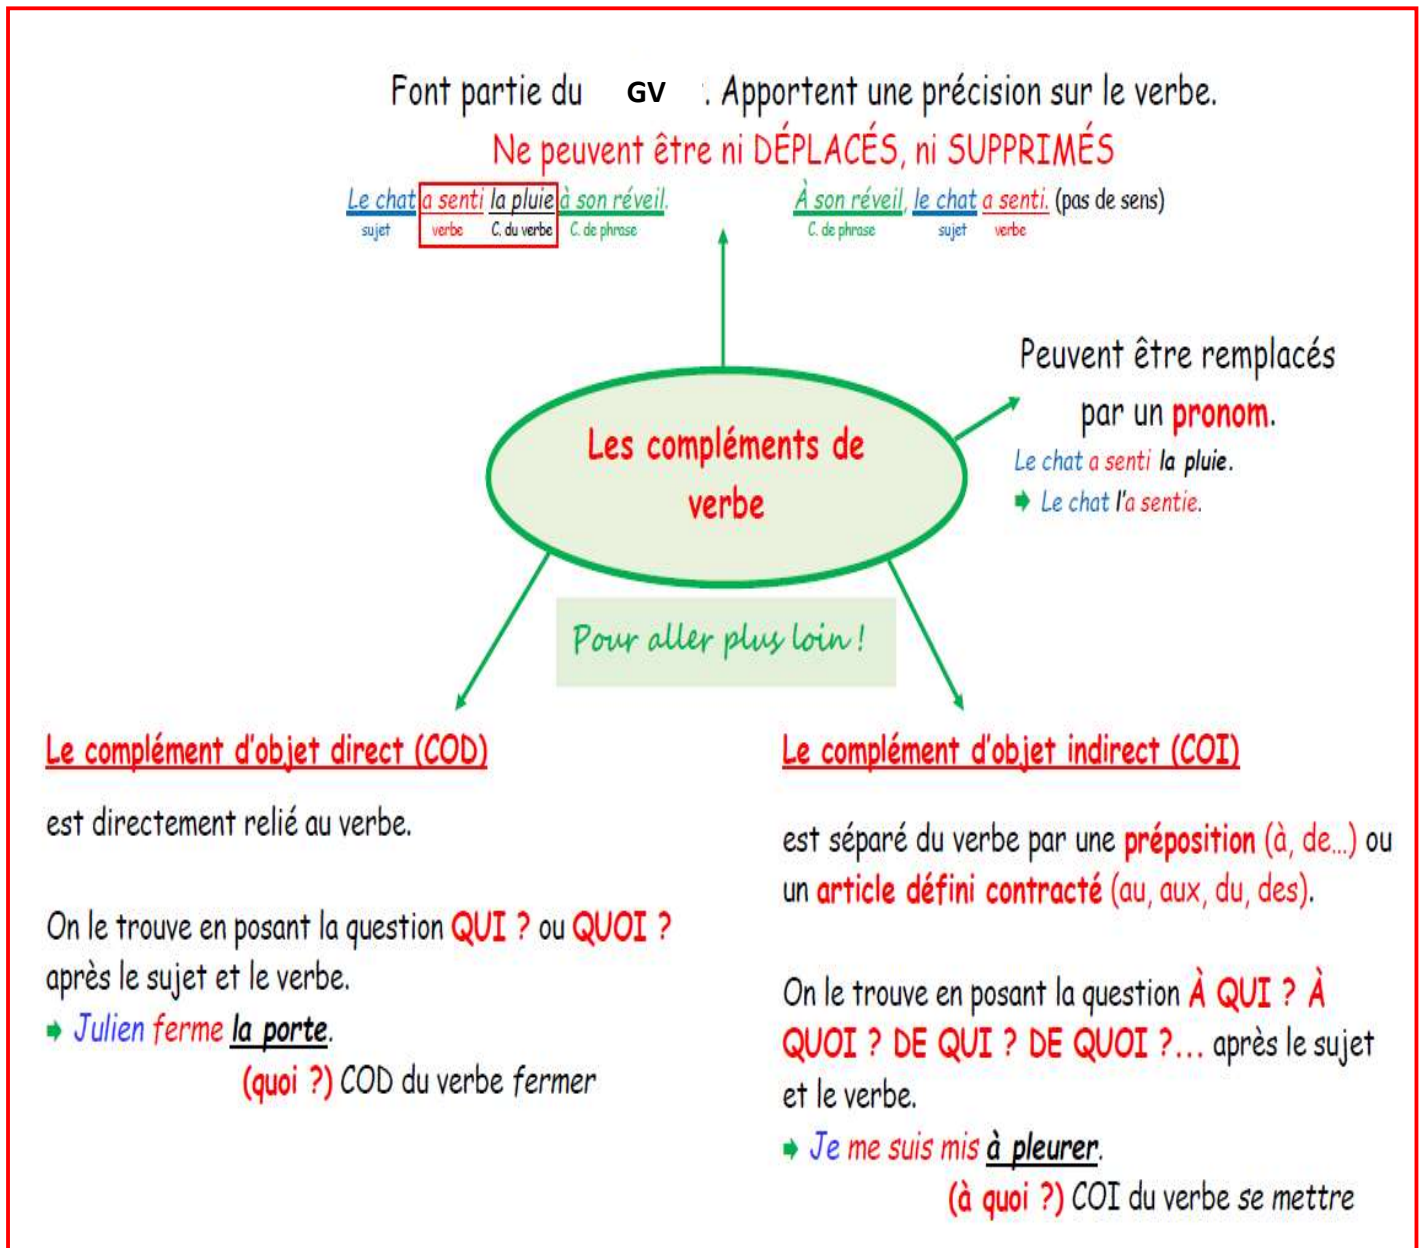 Font partie du GV . Apportent une précision sur le verbe.
Ne peuvent être ni DÉPLACÉS, ni SUPPRIMÉS
Le chat a senti la pluie à son réveil.
sujet verbe C. du verbe C. de phrase
À son réveil, le chat a senti. (pas de sens)
C. de phrase sujet verbe
Peuvent être remplacés
par un pronom.
Le chat a senti la pluie.
Le chat l'a sentie.
Les compléments de
verbe
Pour aller plus loin !
Le complément d'objet direct (COD)
est directement relié au verbe.
On le trouve en posant la question QUI ? ou QUOI ?
après le sujet et le verbe.
Julien ferme la porte.
(quoi ?) COD du verbe fermer
Le complément d'objet indirect (COI)
est séparé du verbe par une préposition (à, de...) ou
un article défini contracté (au, aux, du, des).
On le trouve en posant la question À QUI ? À
QUOI ? DE QUI ? DE QUOI ?... après le sujet
et le verbe.
Je me suis mis à pleurer.
(à quoi ?) COI du verbe se mettre